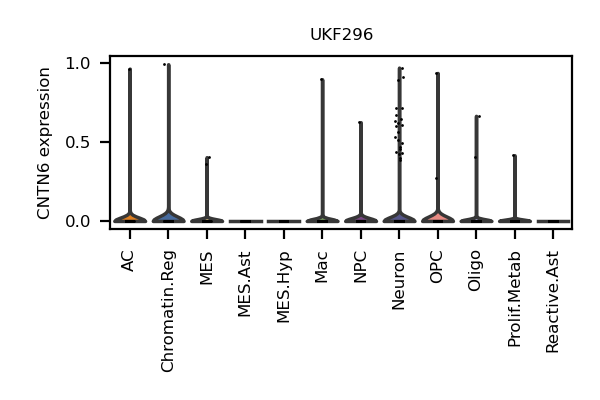 UKF296
CNTN6 expression
1.0
0.5
0.0
AC
Chromatin.Reg
MES
MES.Ast
MES.Hyp
Mac
NPC
Neuron
OPC
Oligo
Prolif.Metab
Reactive.Ast